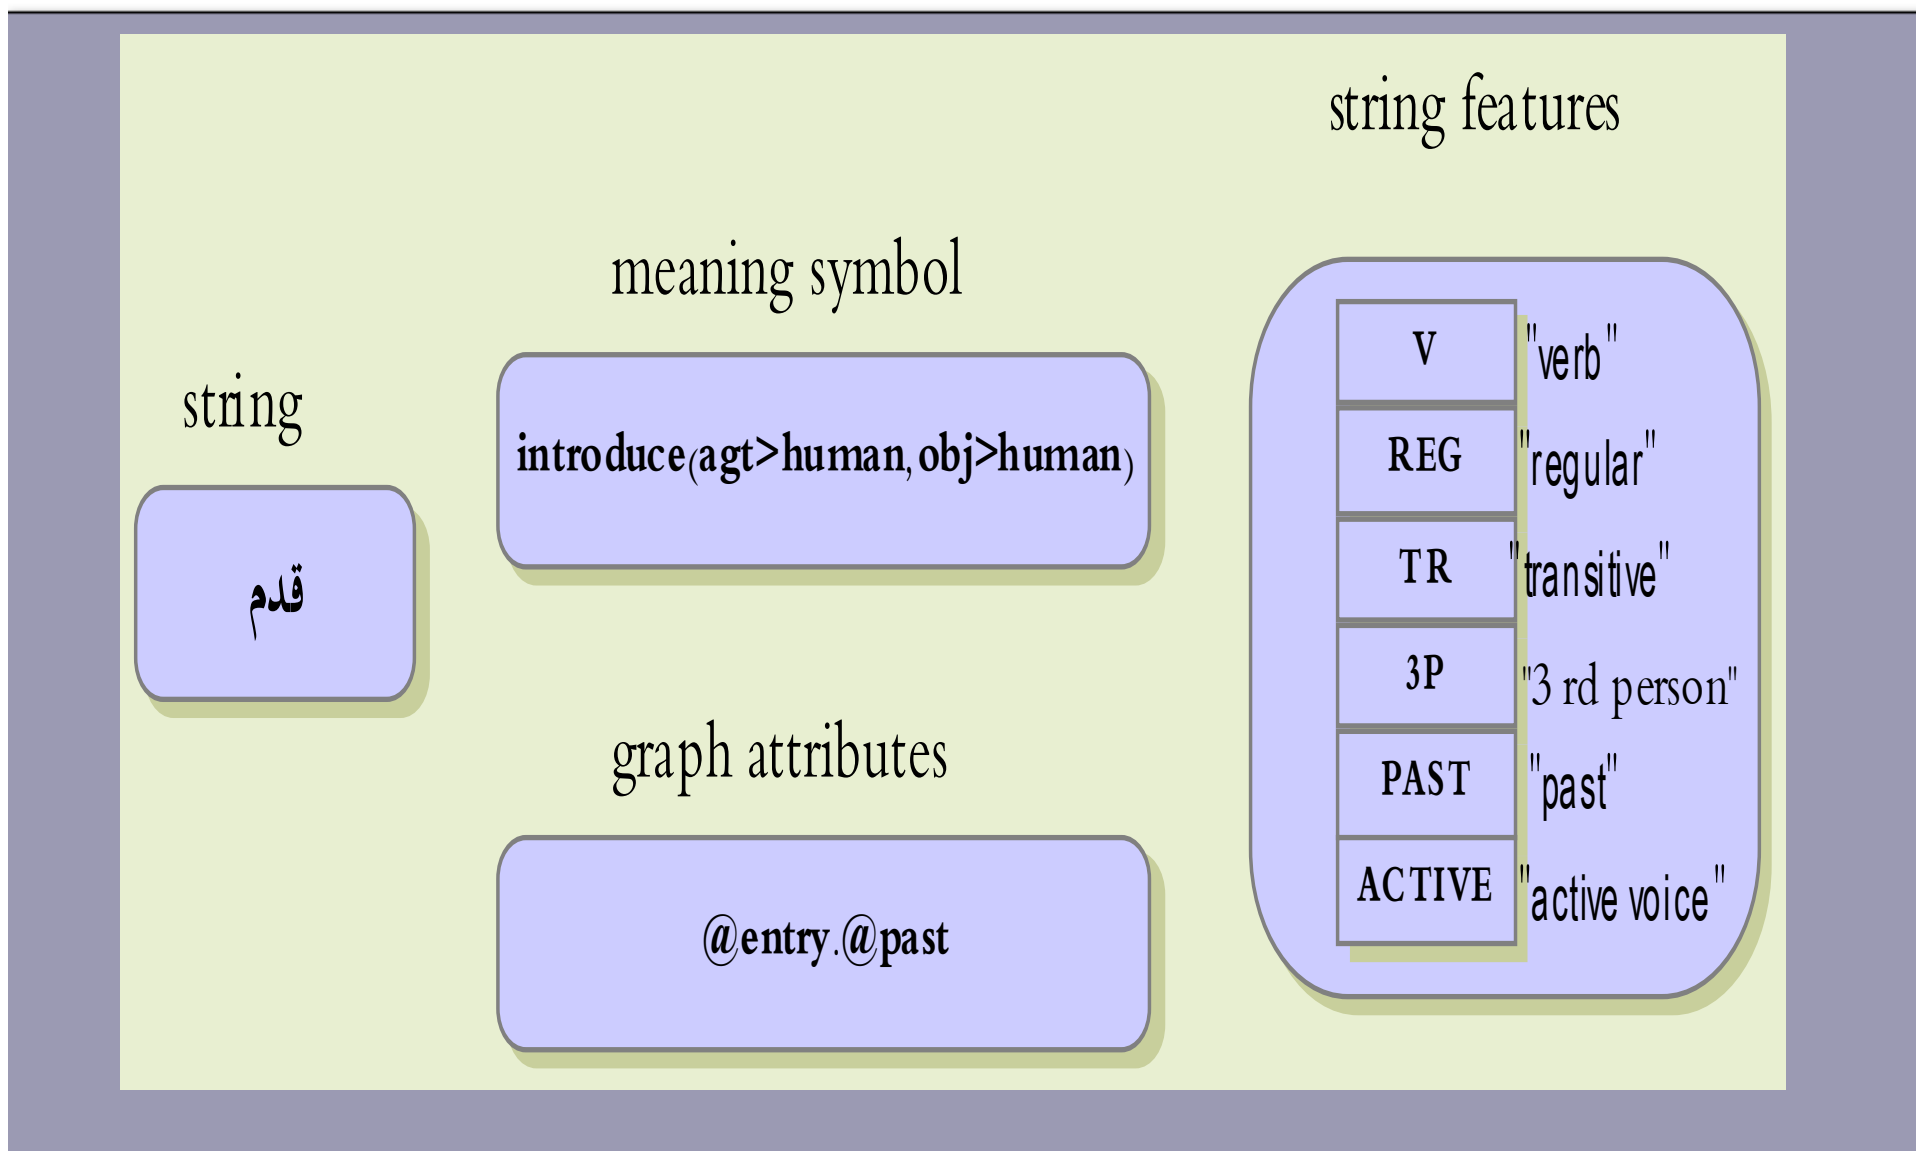 string features
meaning symbol
string
introduce(agt>human, obj>human)
قدم
graph attributes
@entry.@past
V "verb"
REG "regular"
TR "transitive"
3P "3 rd person"
PAST "past"
ACTIVE "active voice"